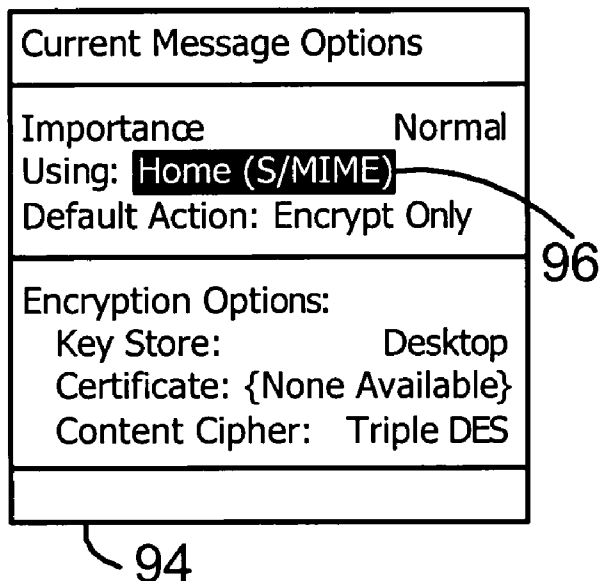 Current Message Options
Importance Normal
Using: Home (S/MIME)
Default Action: Encrypt Only
96
Encryption Options:
Key Store: Desktop
Certificate: {None Available}
Content Cipher: Triple DES
94